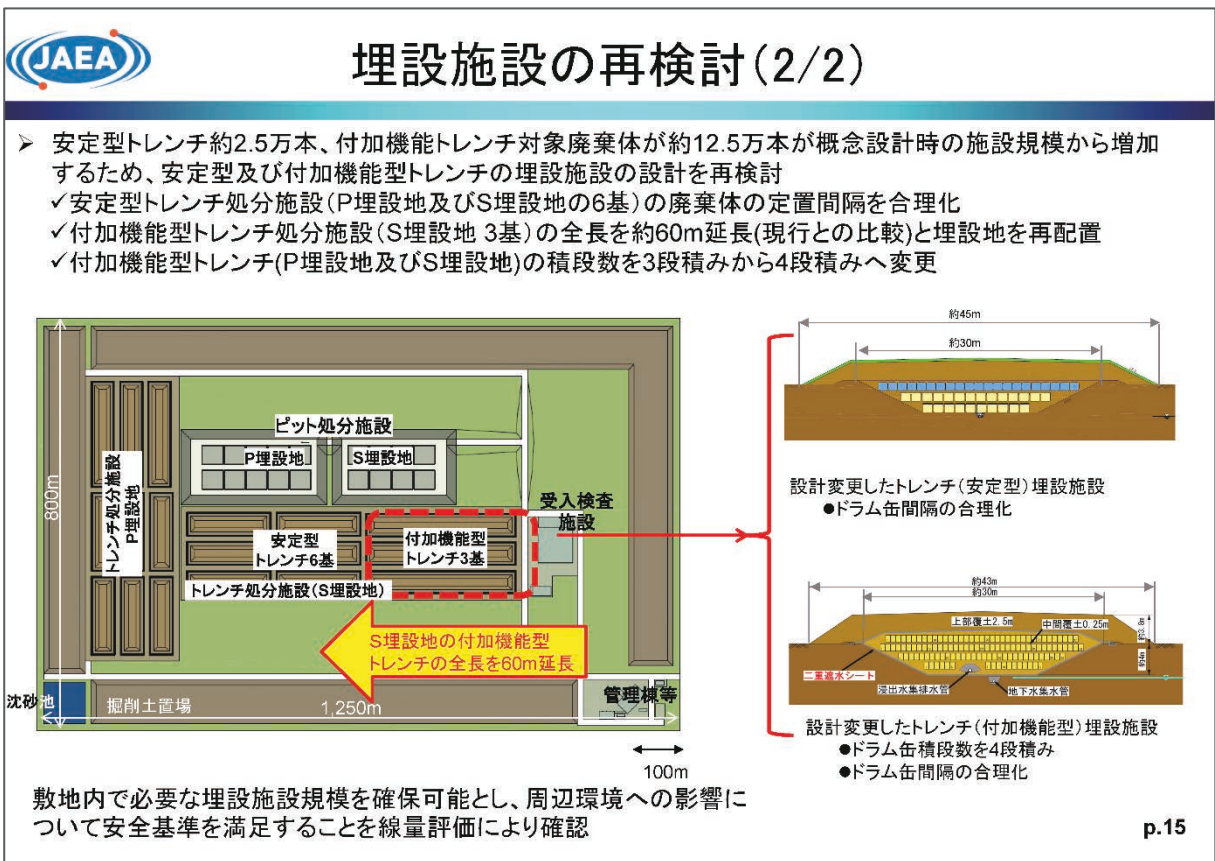 JAEA
埋設施設の再検討(2/2)
➢ 安定型トレンチ約2.5万本、付加機能トレンチ対象廃棄体が約12.5万本が概念設計時の施設規模から増加
するため、安定型及び付加機能型トレンチの埋設施設の設計を再検討
✓安定型トレンチ処分施設(P埋設地及びS埋設地の6基)の廃棄体の定置間隔を合理化
✓付加機能型トレンチ処分施設(S埋設地 3基)の全長を約60m延長(現行との比較)と埋設地を再配置
✓付加機能型トレンチ(P埋設地及びS埋設地)の積段数を3段積みから4段積みへ変更
800m
トレンチ処分施設
P埋設地
ピット処分施設
P埋設地
S埋設地
受入検査
施設
安定型
トレンチ6基
付加機能型
トレンチ3基
トレンチ処分施設(S埋設地)
S埋設地の付加機能型
トレンチの全長を60m延長
沈砂池
掘削土置場
1,250m
管理棟等
100m
約45m
約30m
設計変更したトレンチ(安定型)埋設施設
●ドラム缶間隔の合理化
約43m
約30m
上部覆土2.5m
中間覆土0.25m
約3.8m
約4m
二重遮水シート
浸出水集排水管
地下水集水管
設計変更したトレンチ(付加機能型)埋設施設
●ドラム缶積段数を4段積み
●ドラム缶間隔の合理化
敷地内で必要な埋設施設規模を確保可能とし、周辺環境への影響に
ついて安全基準を満足することを線量評価により確認
p.15